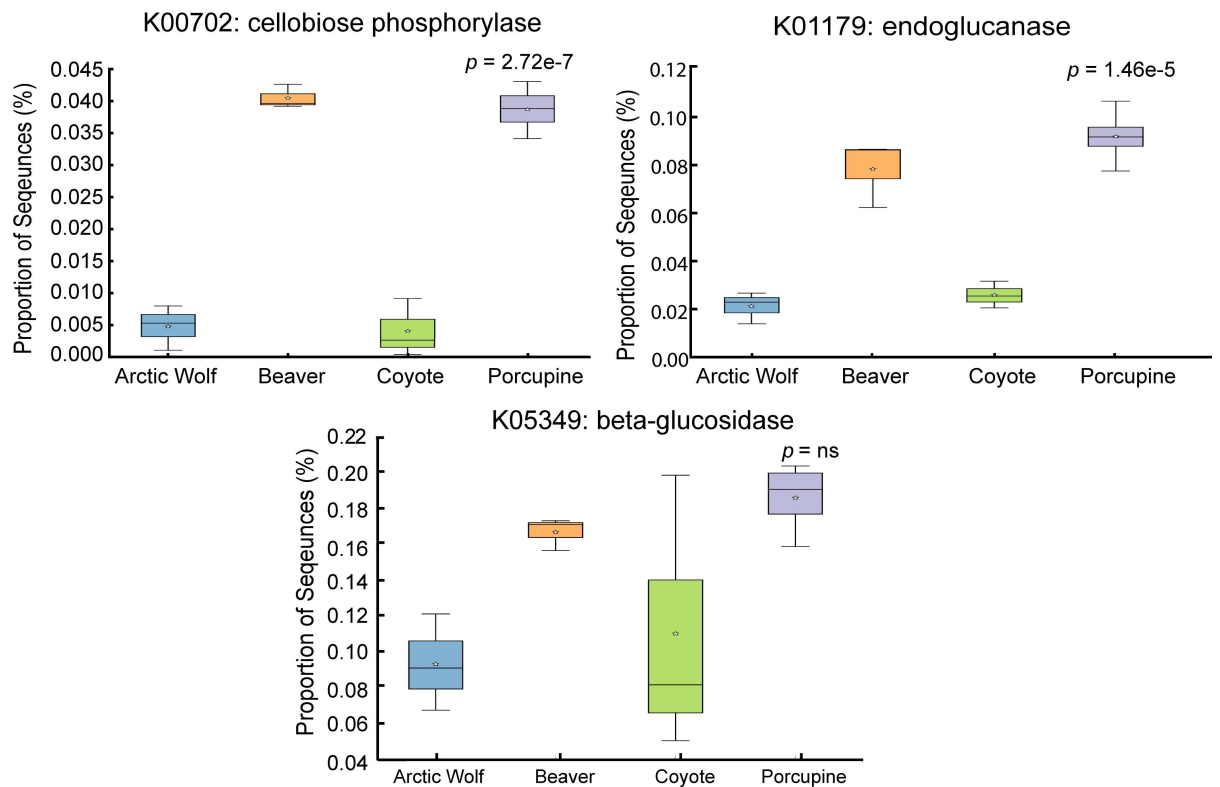 K00702: cellobiose phosphorylase
p = 2.72e-7
Proportion of Seqeunces (%)
0.045
0.040
0.035
0.030
0.025
0.020
0.015
0.010
0.005
0.000
Arctic Wolf Beaver Coyote Porcupine
K01179: endoglucanase
p = 1.46e-5
Proportion of Seqeunces (%)
0.12
0.10
0.08
0.06
0.04
0.02
0.00
Arctic Wolf Beaver Coyote Porcupine
K05349: beta-glucosidase
p = ns
Proportion of Seqeunces (%)
0.22
0.20
0.18
0.16
0.14
0.12
0.10
0.08
0.06
0.04
Arctic Wolf Beaver Coyote Porcupine